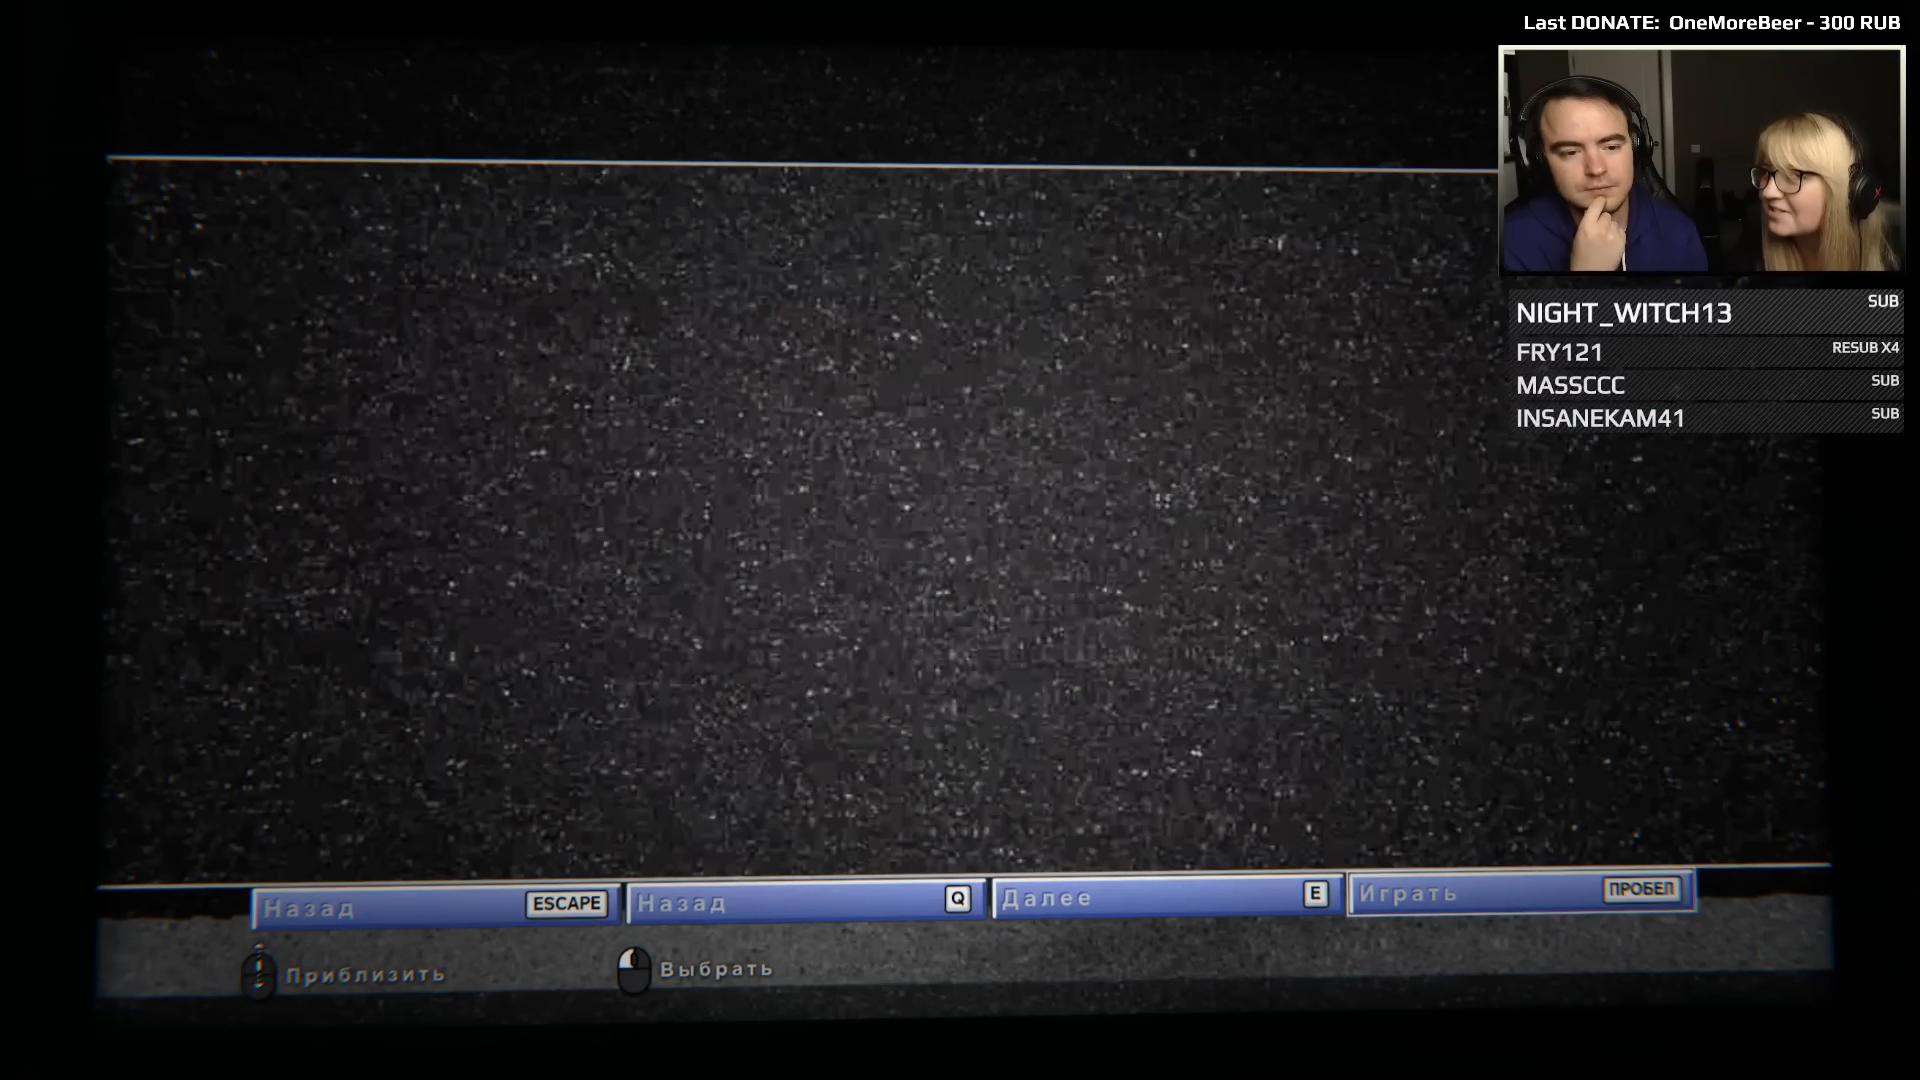 Last DONATE: OneMoreBeer - 300 RUB
NIGHT_WITCH13 SUB
FRY121 RESUB X4
MASSCCC SUB
INSANEKAM41 SUB
Назад ESCAPE Назад Q Далее E Играть ПРОБЕЛ
Приблизить Выбрать